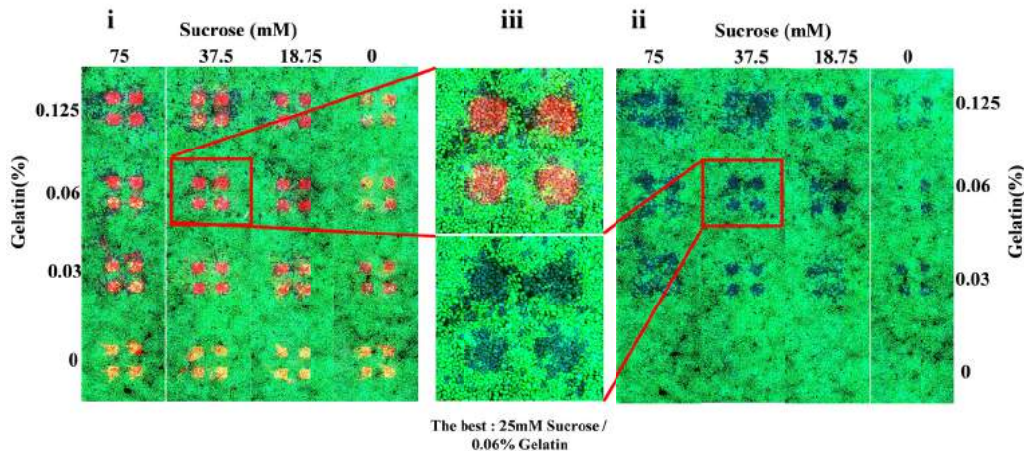 i
iii
ii
Sucrose (mM)
Sucrose (mM)
75 37.5 18.75 0
75 37.5 18.75 0
0.125
0.125
0.06
0.06
Gelatin(%)
Gelatin(%)
0.03
0.03
0
0
The best : 25mM Sucrose /
0.06% Gelatin